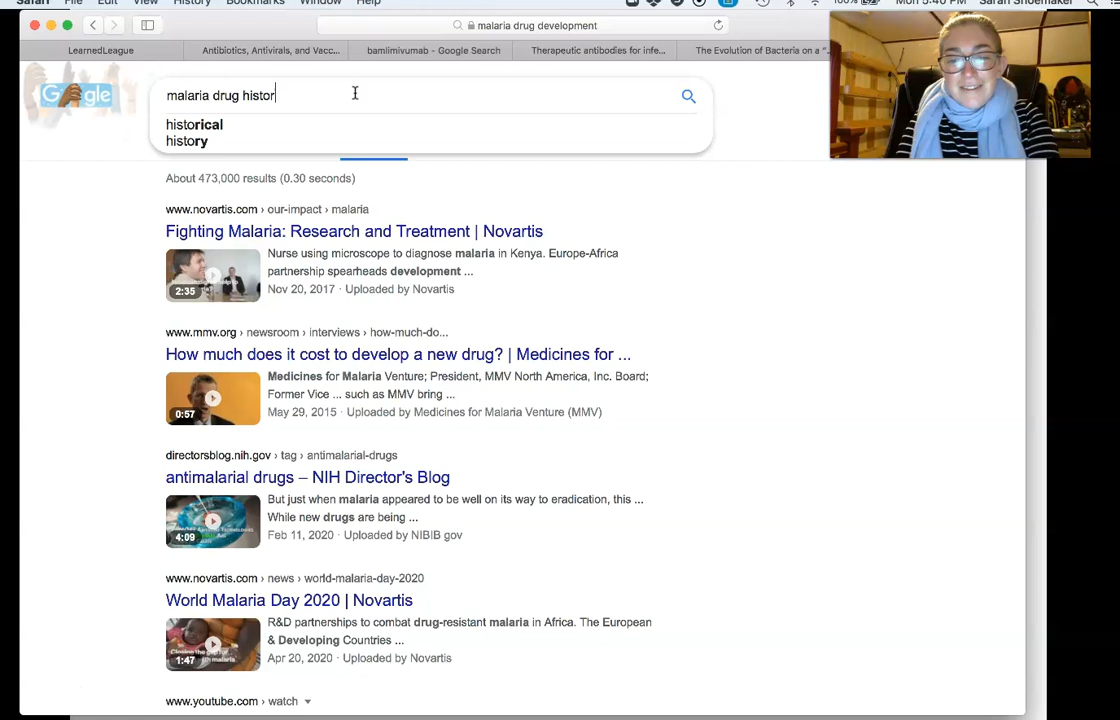 Safari File Edit View History Bookmarks Window Help 100% Mon 5:40 PM Sarah Shoemaker
malaria drug development
LearnedLeague Antibiotics, Antivirals, and Vacc... bamlimivumab - Google Search Therapeutic antibodies for infe... The Evolution of Bacteria on a “
Google malaria drug histor
historical
history
About 473,000 results (0.30 seconds)
www.novartis.com › our-impact › malaria
Fighting Malaria: Research and Treatment | Novartis
Nurse using microscope to diagnose malaria in Kenya. Europe-Africa
partnership spearheads development ...
2:35 Nov 20, 2017 · Uploaded by Novartis
www.mmv.org › newsroom › interviews › how-much-do...
How much does it cost to develop a new drug? | Medicines for ...
Medicines for Malaria Venture; President, MMV North America, Inc. Board;
Former Vice ... such as MMV bring ...
0:57 May 29, 2015 · Uploaded by Medicines for Malaria Venture (MMV)
directorsblog.nih.gov › tag › antimalarial-drugs
antimalarial drugs – NIH Director's Blog
But just when malaria appeared to be well on its way to eradication, this ...
While new drugs are being ...
4:09 Feb 11, 2020 · Uploaded by NIBIB gov
www.novartis.com › news › world-malaria-day-2020
World Malaria Day 2020 | Novartis
R&D partnerships to combat drug-resistant malaria in Africa. The European
& Developing Countries ...
1:47 Apr 20, 2020 · Uploaded by Novartis
www.youtube.com › watch